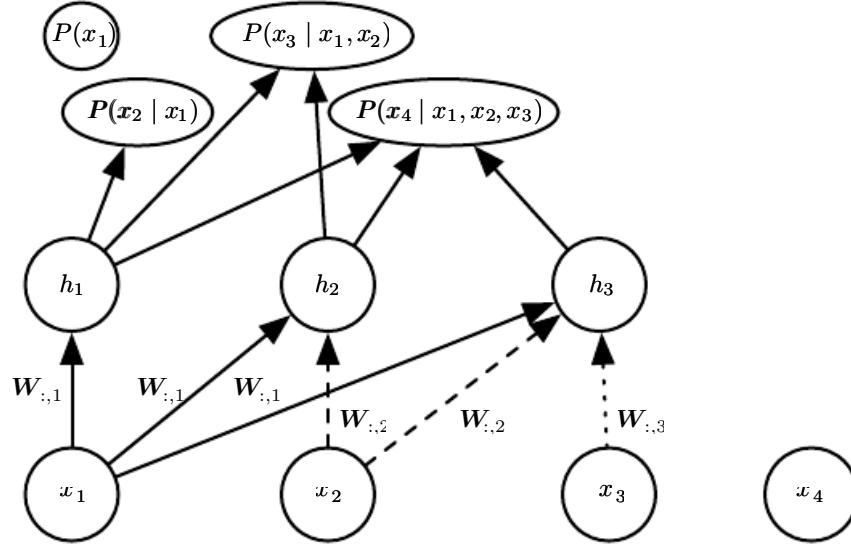 P(x₁)
P(x₃ | x₁, x₂)
P(x₂ | x₁)
P(x₄ | x₁, x₂, x₃)
h₁
h₂
h₃
W:,₁
W:,₁
W:,₁
W:,₂
W:,₂
W:,₃
x₁
x₂
x₃
x₄